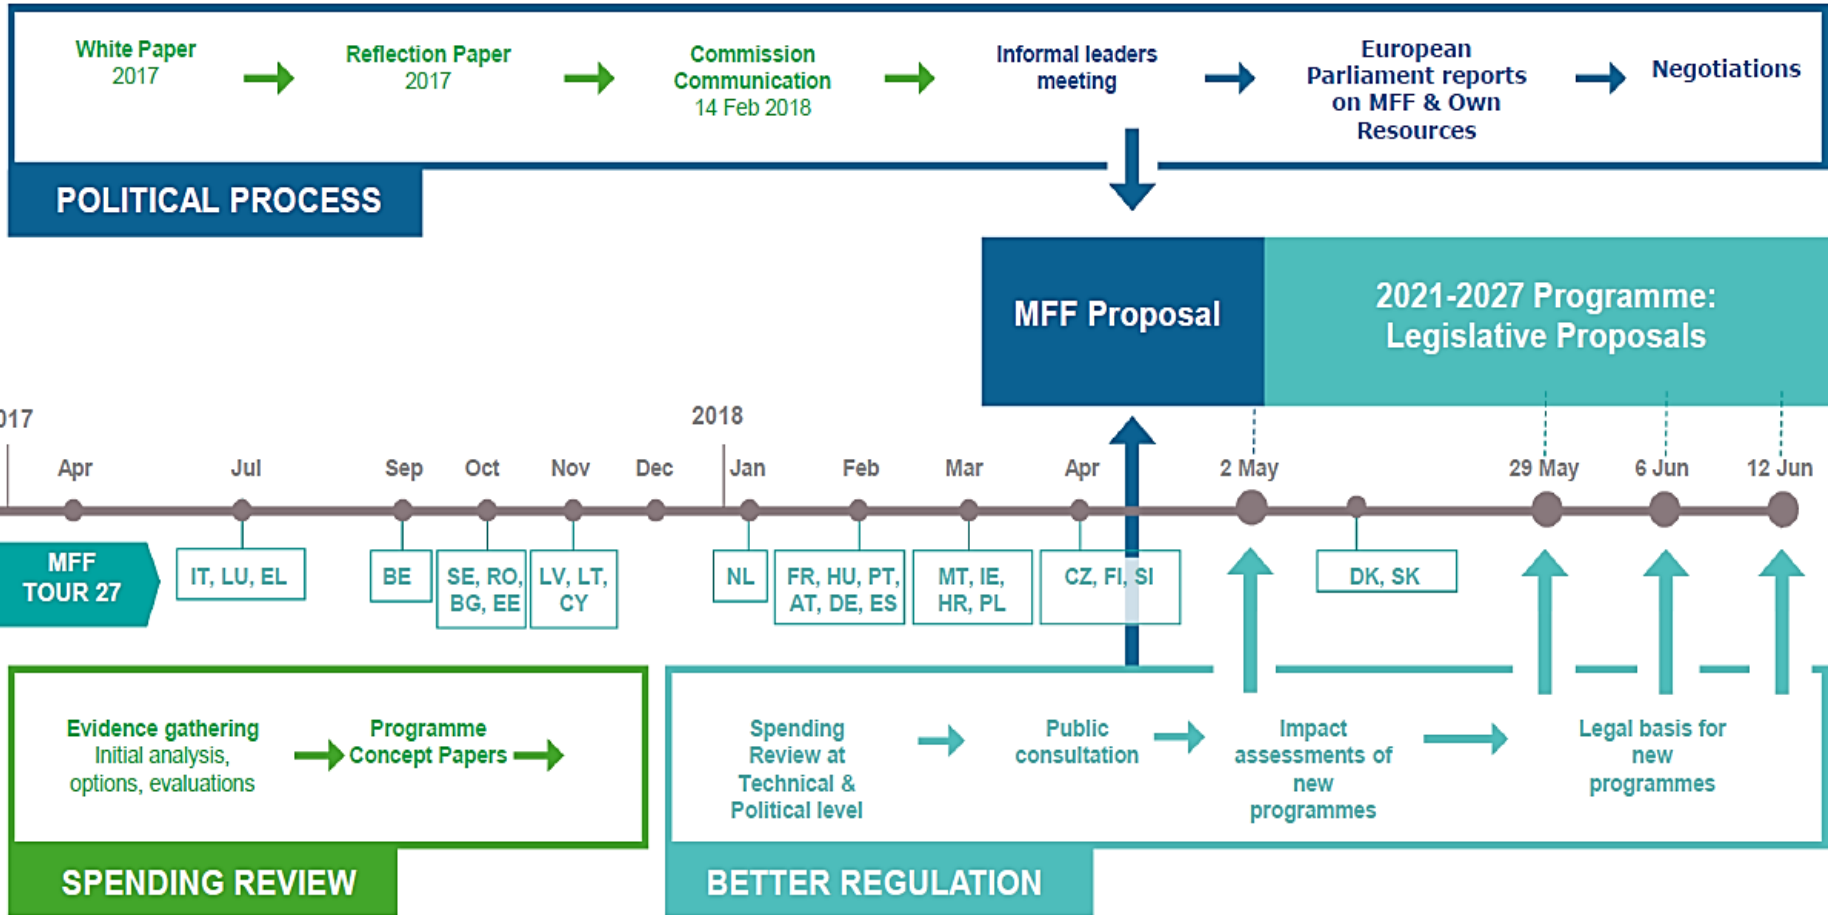 White Paper
2017
Reflection Paper
2017
Commission
Communication
14 Feb 2018
Informal leaders
meeting
European
Parliament reports
on MFF & Own
Resources
Negotiations
POLITICAL PROCESS
MFF Proposal
2021-2027 Programme:
Legislative Proposals
017
2018
Apr
Jul
Sep
Oct
Nov
Dec
Jan
Feb
Mar
Apr
2 May
29 May
6 Jun
12 Jun
MFF
TOUR 27
IT, LU, EL
BE
SE, RO,
BG, EE
LV, LT,
CY
NL
FR, HU, PT,
AT, DE, ES
MT, IE,
HR, PL
CZ, FI, SI
DK, SK
Evidence gathering
Initial analysis,
options, evaluations
Programme
Concept Papers
SPENDING REVIEW
Spending
Review at
Technical &
Political level
Public
consultation
Impact
assessments of
new
programmes
Legal basis for
new
programmes
BETTER REGULATION